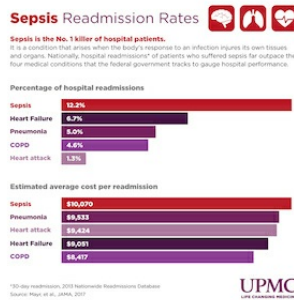 Sepsis Readmission Rates
Sepsis is the No. 1 killer of hospital patients.
It is a condition that arises when the body's response to an infection injures its own tissues
and organs. Nationally, hospital readmissions* of patients who suffered sepsis far outpace the
four medical conditions that the federal government tracks to gauge hospital performance.
Percentage of hospital readmissions
Sepsis 12.2%
Heart Failure 6.7%
Pneumonia 5.0%
COPD 4.6%
Heart attack 1.3%
Estimated average cost per readmission
Sepsis $10,070
Pneumonia $9,533
Heart attack $9,424
Heart Failure $9,051
COPD $8,417
*30-day readmission, 2013 Nationwide Readmissions Database
Source: Mayr, et al., JAMA, 2017
UPMC
LIFE CHANGING MEDICINE